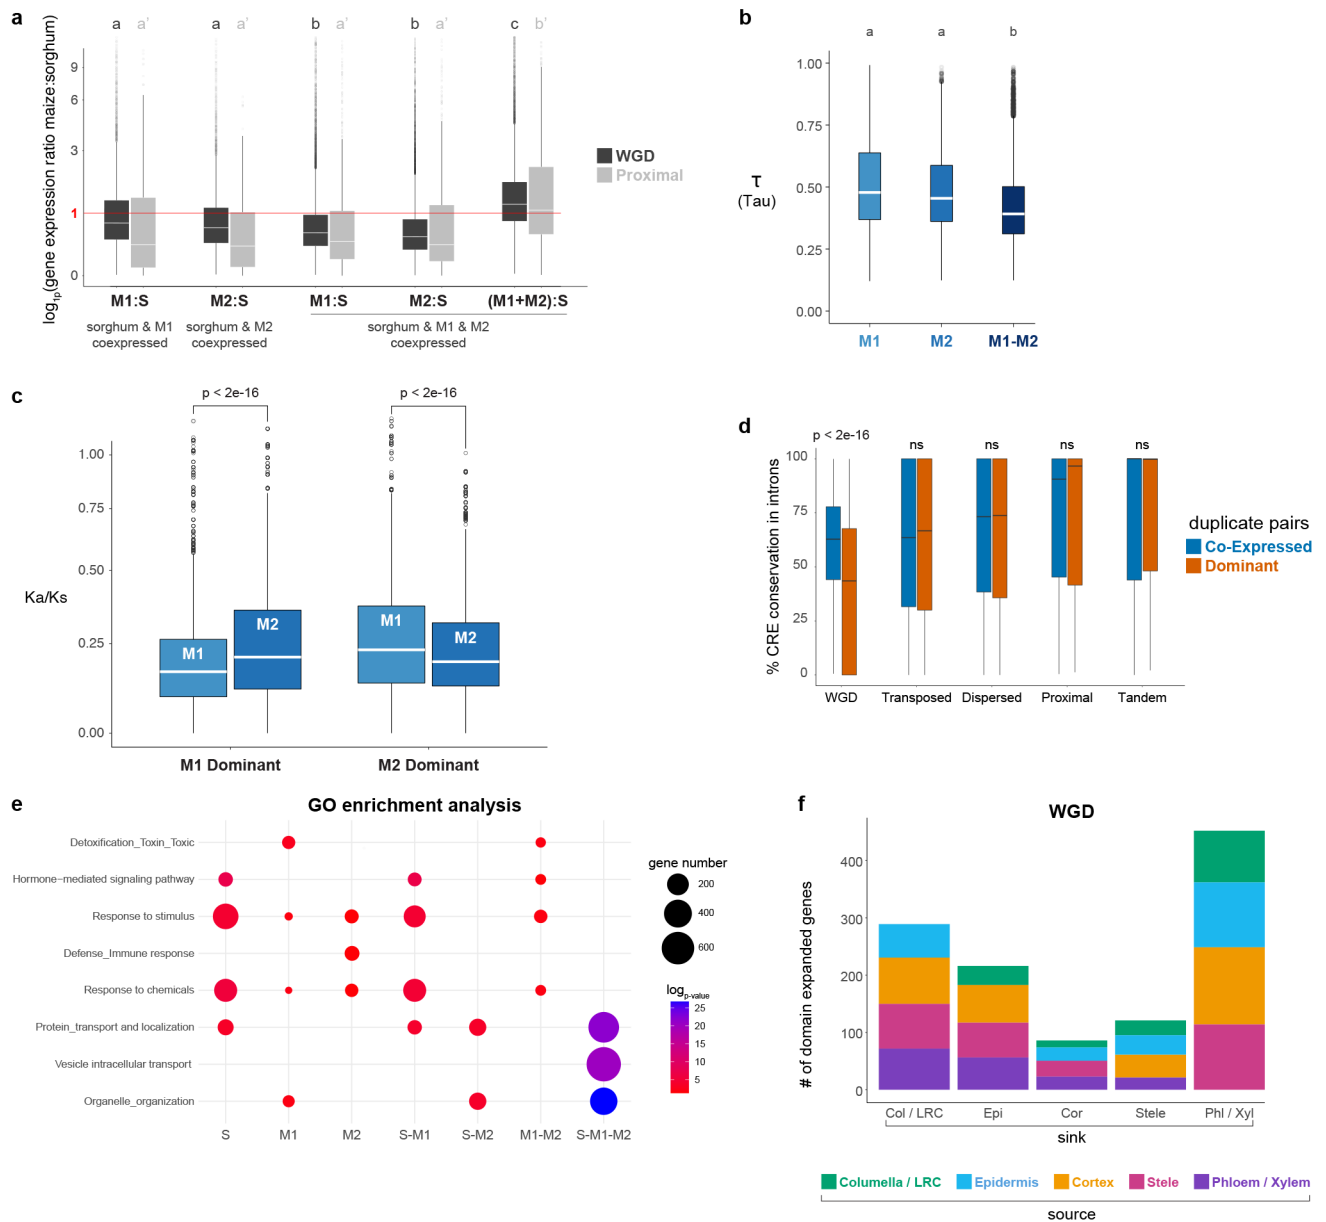 a
log1p(gene expression ratio maize:sorghum)
a a' a a' b a' b a' c b'
9
6
3
1
0
WGD
Proximal
M1:S M2:S M1:S M2:S (M1+M2):S
sorghum & M1
coexpressed
sorghum & M2
coexpressed
sorghum & M1 & M2
coexpressed
b
a a b
1.00
0.75
0.50
0.25
0.00
τ
(Tau)
M1 M2 M1-M2
c
p < 2e-16 p < 2e-16
1.00
0.75
0.50
0.25
0.00
Ka/Ks
M1 M2 M1 M2
M1 Dominant M2 Dominant
d
p < 2e-16 ns ns ns ns
100
75
50
25
0
% CRE conservation in introns
WGD Transposed Dispersed Proximal Tandem
duplicate pairs
Co-Expressed
Dominant
e
GO enrichment analysis
Detoxification_Toxin_Toxic
Hormone−mediated signaling pathway
Response to stimulus
Defense_Immune response
Response to chemicals
Protein_transport and localization
Vesicle intracellular transport
Organelle_organization
S M1 M2 S-M1 S-M2 M1-M2 S-M1-M2
gene number
200
400
600
log p-value
25
20
15
10
5
f
WGD
# of domain expanded genes
400
300
200
100
0
Col / LRC Epi Cor Stele Phl / Xyl
sink
Columella / LRC Epidermis Cortex Stele Phloem / Xylem
source